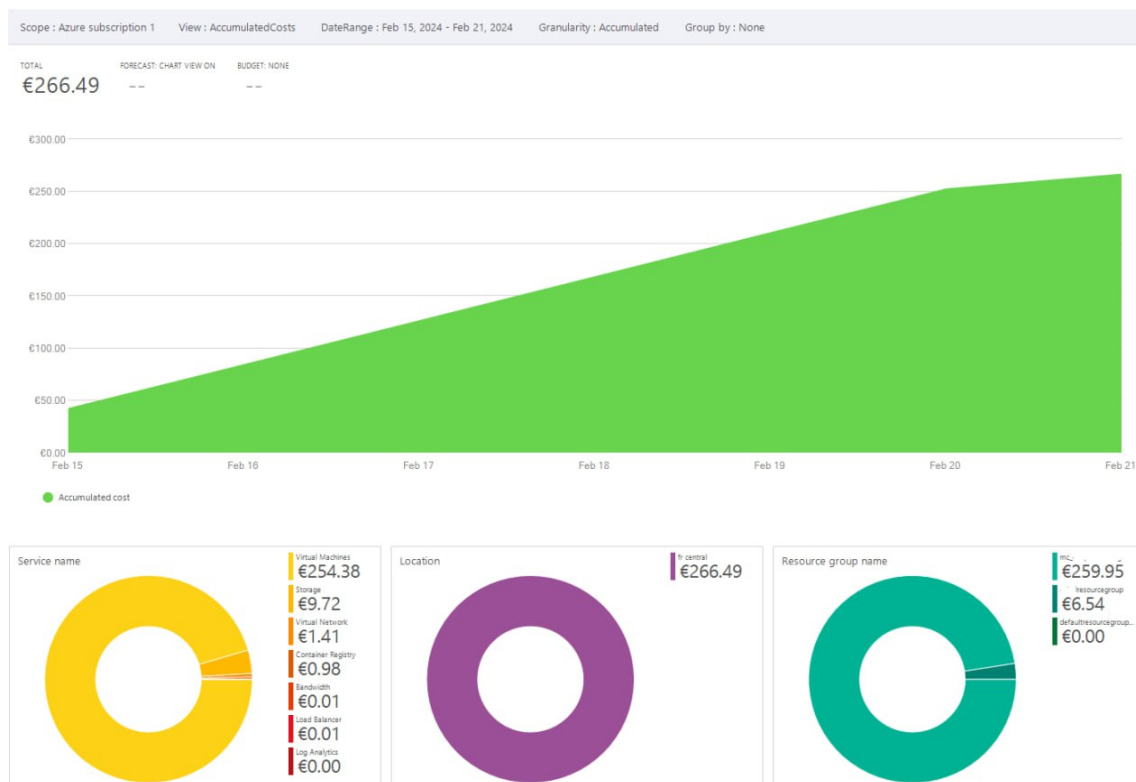 Scope : Azure subscription 1 View : AccumulatedCosts DateRange : Feb 15, 2024 - Feb 21, 2024 Granularity : Accumulated Group by : None
TOTAL FORECAST: CHART VIEW ON BUDGET: NONE
€266.49 -- --
€300.00
€250.00
€200.00
€150.00
€100.00
€50.00
€0.00
Feb 15 Feb 16 Feb 17 Feb 18 Feb 19 Feb 20 Feb 21
Accumulated cost
Service name
Virtual Machines
€254.38
Storage
€9.72
Virtual Network
€1.41
Container Registry
€0.98
Bandwidth
€0.01
Load Balancer
€0.01
Log Analytics
€0.00
Location
fr central
€266.49
Resource group name
mc_
€259.95
resourcegroup
€6.54
defaultresourcegroup...
€0.00